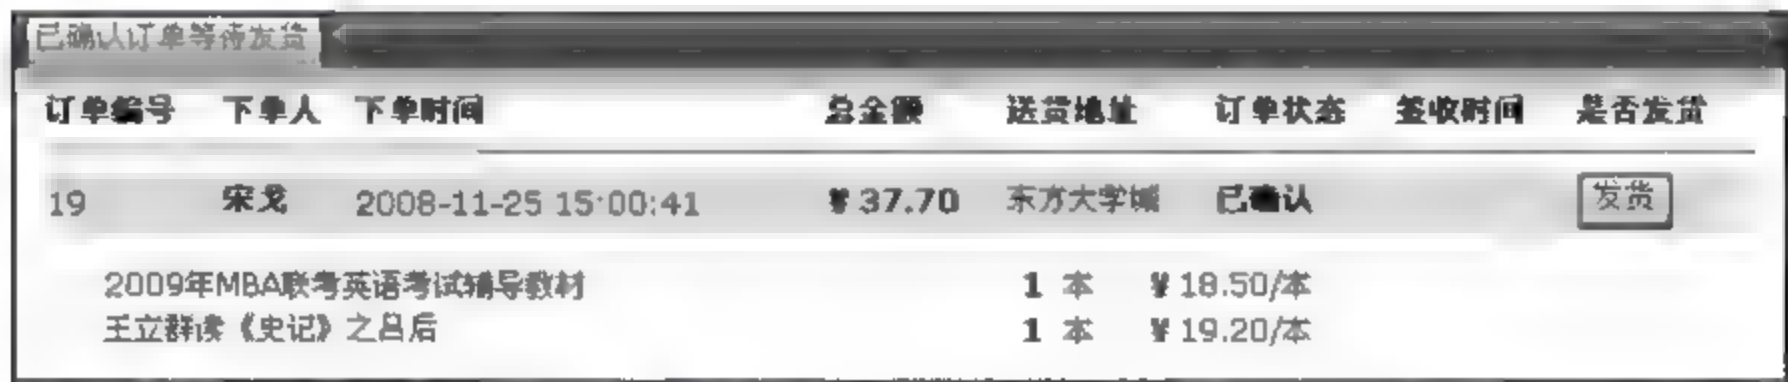 已确认订单等待发货
订单编号 下单人 下单时间 总金额 送货地址 订单状态 签收时间 是否发货
19 宋戈 2008-11-25 15:00:41 ¥37.70 东方大学城 已确认 发货
2009年MBA联考英语考试辅导教材 1 本 ¥18.50/本
王立群读《史记》之吕后 1 本 ¥19.20/本